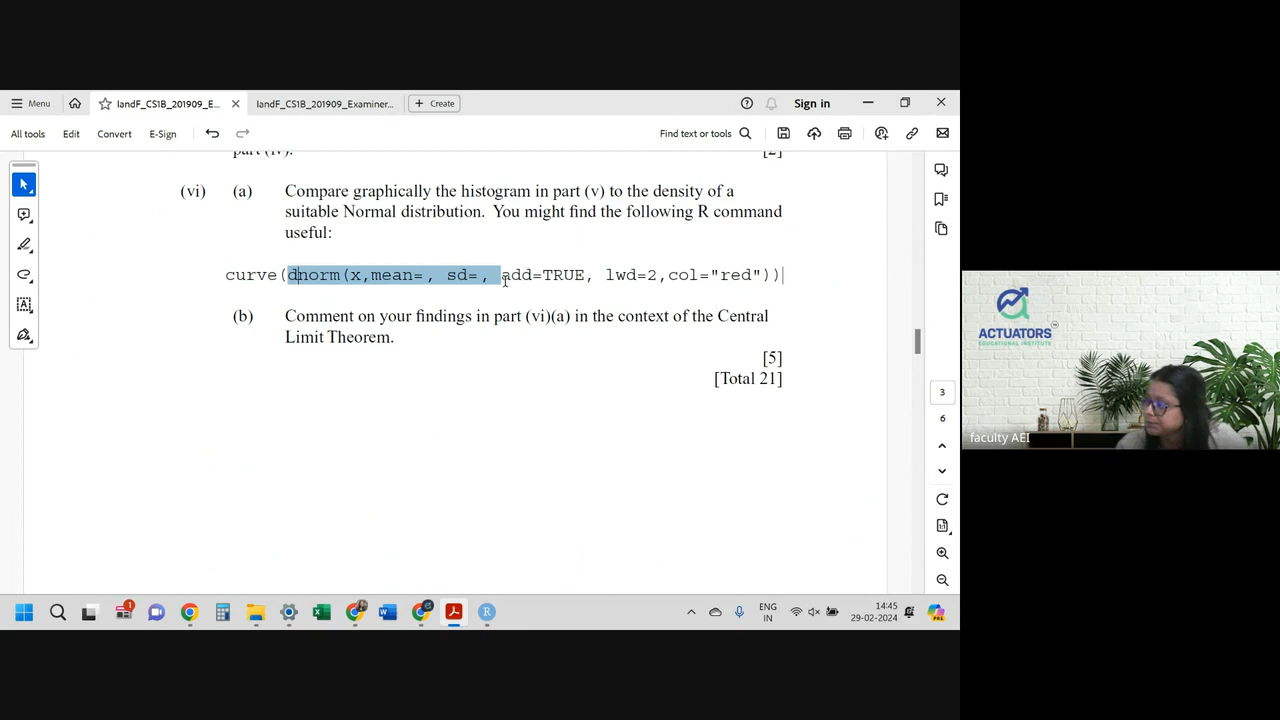 Menu
IandF_CS1B_201909_E...
IandF_CS1B_201909_Examiner...
Create
Sign in
All tools
Edit
Convert
E-Sign
Find text or tools
part (iv).
[2]
(vi) (a) Compare graphically the histogram in part (v) to the density of a
suitable Normal distribution. You might find the following R command
useful:
curve(dnorm(x,mean=, sd=, add=TRUE, lwd=2,col="red"))
(b) Comment on your findings in part (vi)(a) in the context of the Central
Limit Theorem.
[5]
[Total 21]
3
6
ACTUATORS
EDUCATIONAL INSTITUTE
faculty AEI
ENG
IN
14:45
29-02-2024